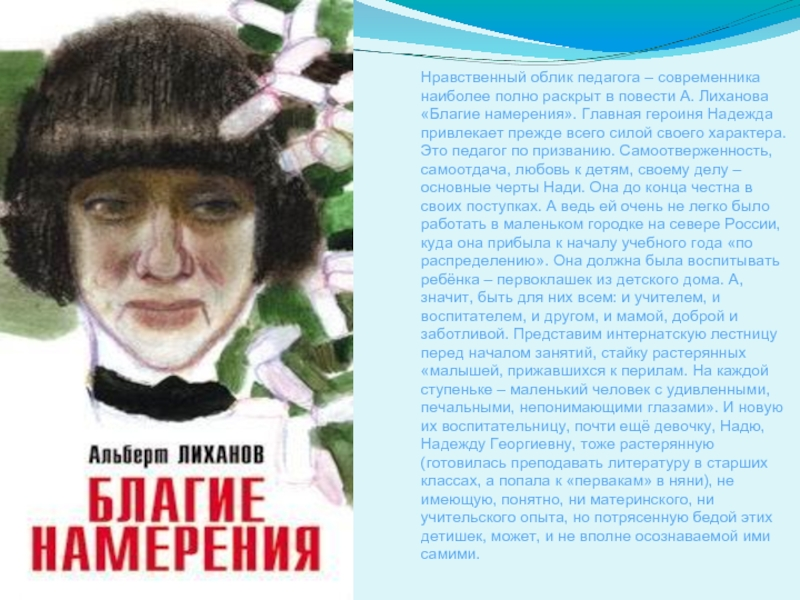 Альберт ЛИХАНОВ
БЛАГИЕ
НАМЕРЕНИЯ
Нравственный облик педагога – современника
наиболее полно раскрыт в повести А. Лиханова
«Благие намерения». Главная героиня Надежда
привлекает прежде всего силой своего характера.
Это педагог по призванию. Самоотверженность,
самоотдача, любовь к детям, своему делу –
основные черты Нади. Она до конца честна в
своих поступках. А ведь ей очень не легко было
работать в маленьком городке на севере России,
куда она прибыла к началу учебного года «по
распределению». Она должна была воспитывать
ребёнка – первоклашек из детского дома. А,
значит, быть для них всем: и учителем, и
воспитателем, и другом, и мамой, доброй и
заботливой. Представим интернатскую лестницу
перед началом занятий, стайку растерянных
«малышей, прижавшихся к перилам. На каждой
ступеньке – маленький человек с удивленными,
печальными, непонимающими глазами». И новую
их воспитательницу, почти ещё девочку, Надю,
Надежду Георгиевну, тоже растерянную
(готовилась преподавать литературу в старших
классах, а попала к «первакам» в няни), не
имеющую, понятно, ни материнского, ни
учительского опыта, но потрясенную бедой этих
детишек, может, и не вполне осознаваемой ими
самими.